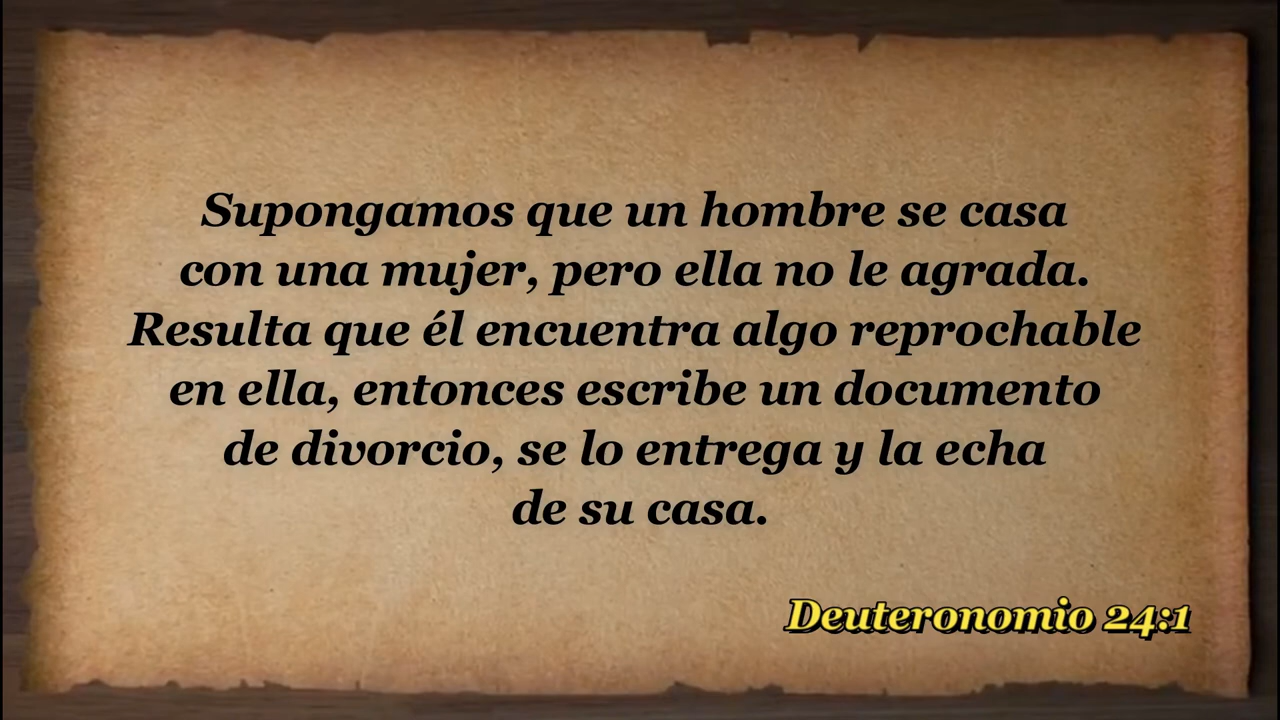 Supongamos que un hombre se casa
con una mujer, pero ella no le agrada.
Resulta que él encuentra algo reprochable
en ella, entonces escribe un documento
de divorcio, se lo entrega y la echa
de su casa.
Deuteronomio 24:1